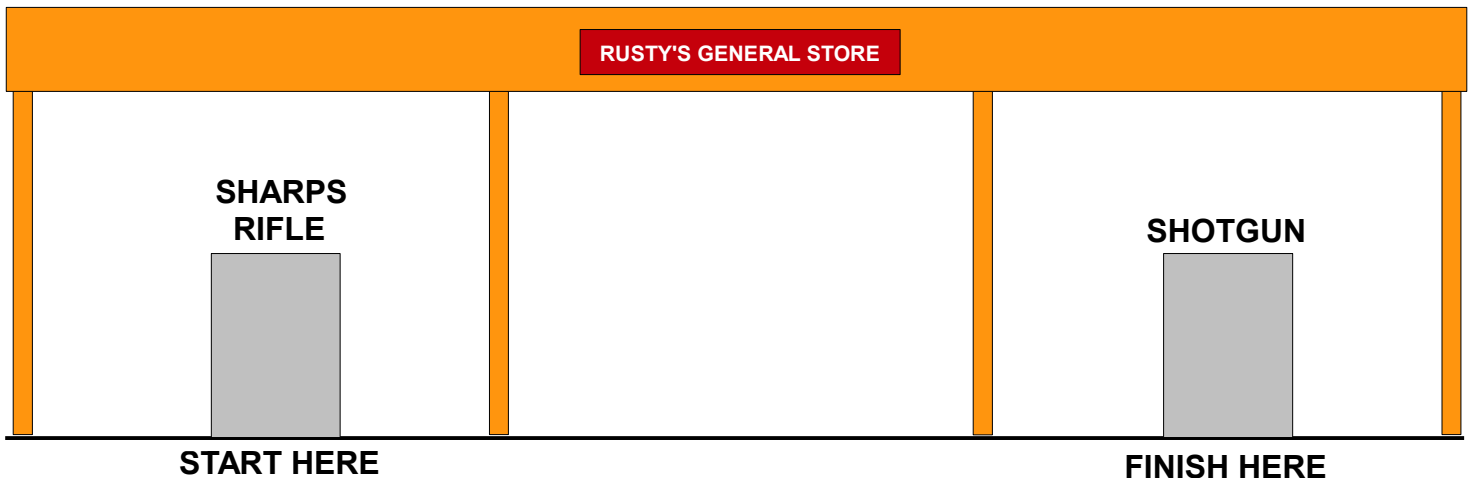 RUSTY'S GENERAL STORE
SHARPS
RIFLE
SHOTGUN
START HERE
FINISH HERE